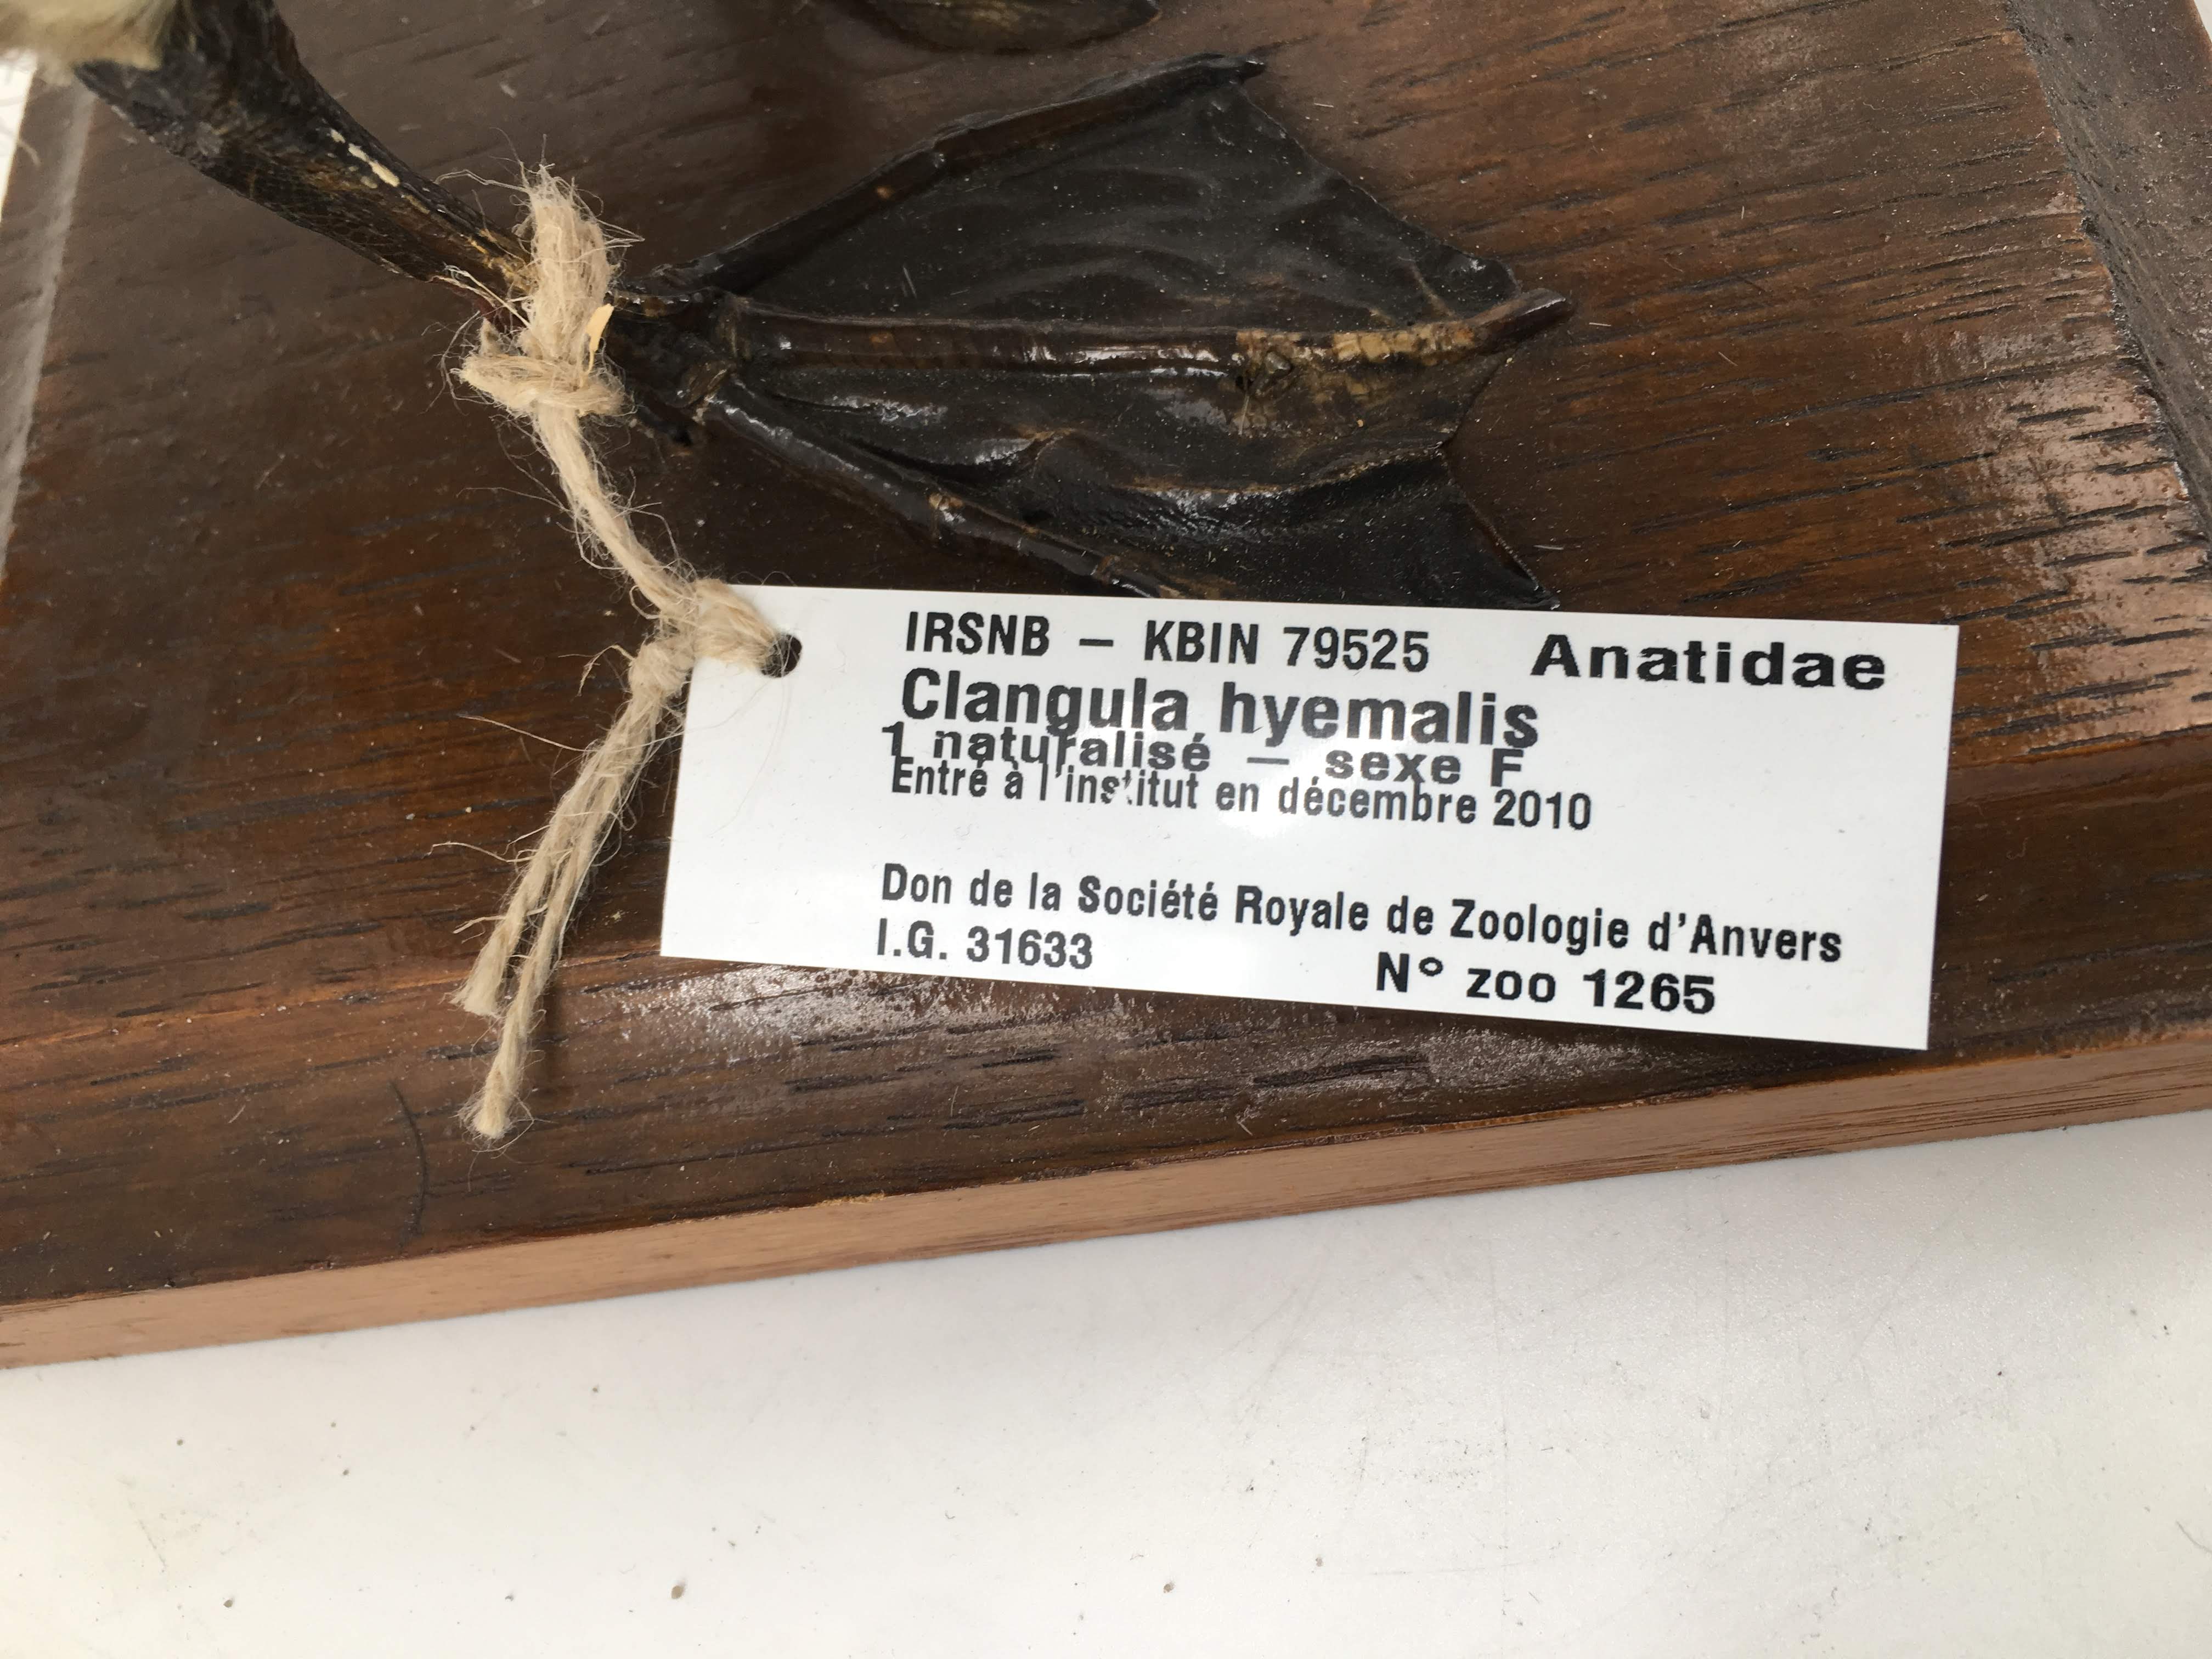 IRSNB – KBIN 79525 Anatidae
Clangula hyemalis
1 naturalisé – sexe F
Entré à l'institut en décembre 2010
Don de la Société Royale de Zoologie d'Anvers
I.G. 31633 N° zoo 1265